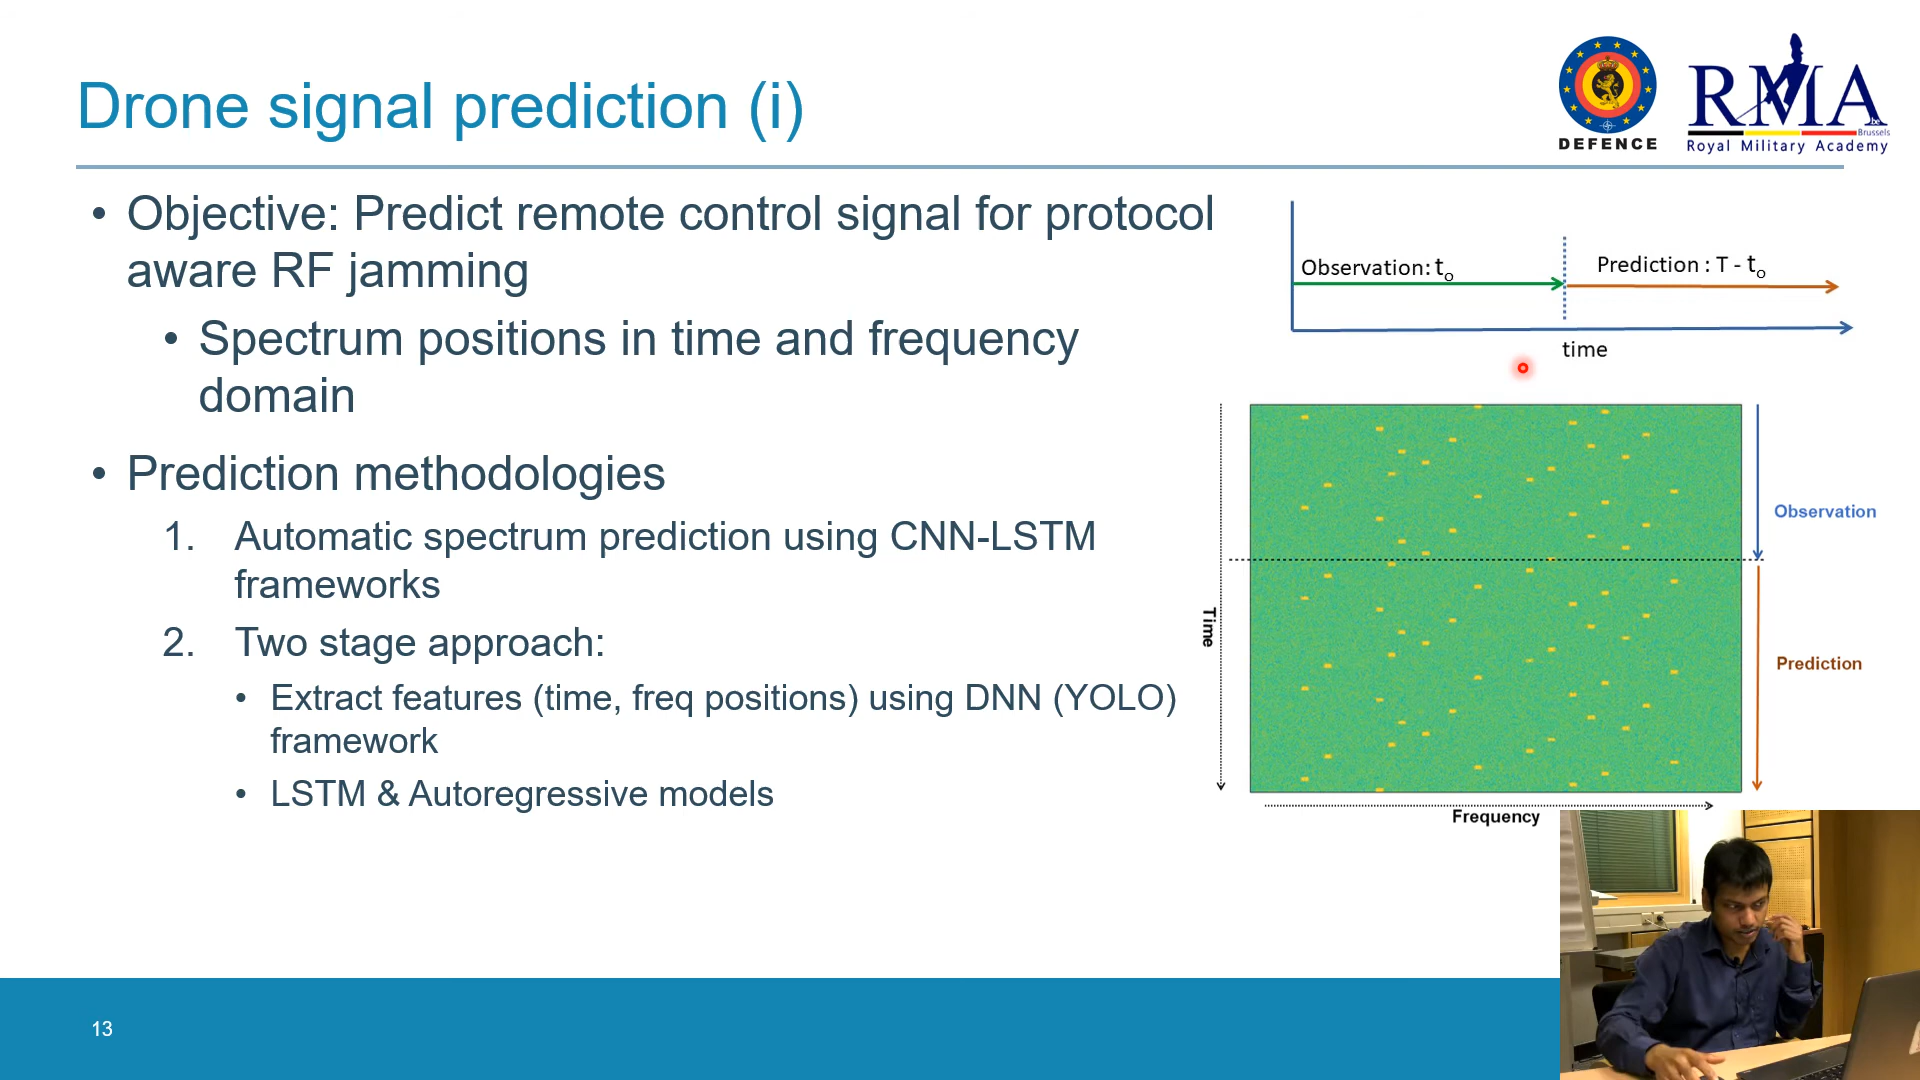 Drone signal prediction (i)
DEFENCE
RMA
.be
Brussels
Royal Military Academy
• Objective: Predict remote control signal for protocol
aware RF jamming
• Spectrum positions in time and frequency
domain
• Prediction methodologies
1. Automatic spectrum prediction using CNN-LSTM
frameworks
2. Two stage approach:
• Extract features (time, freq positions) using DNN (YOLO)
framework
• LSTM & Autoregressive models
Observation: to
Prediction : T - to
time
Observation
Prediction
Time
Frequency
13